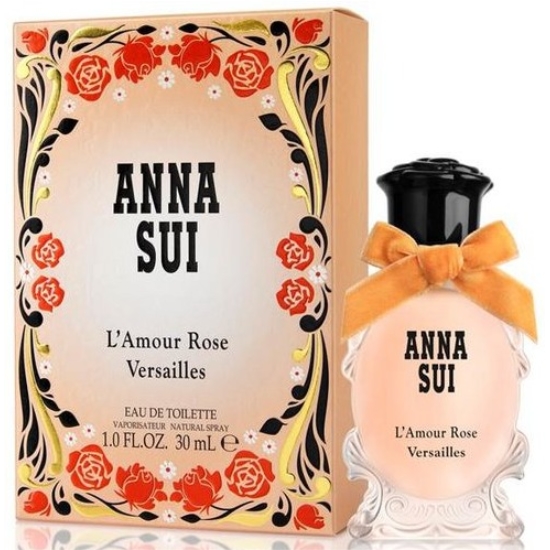 ANNA
SUI
L'Amour Rose
Versailles
EAU DE TOILETTE
VAPORISATEUR NATURAL SPRAY
1.0 FL.OZ. 30 mL ℮
ANNA
SUI
L'Amour Rose
Versailles